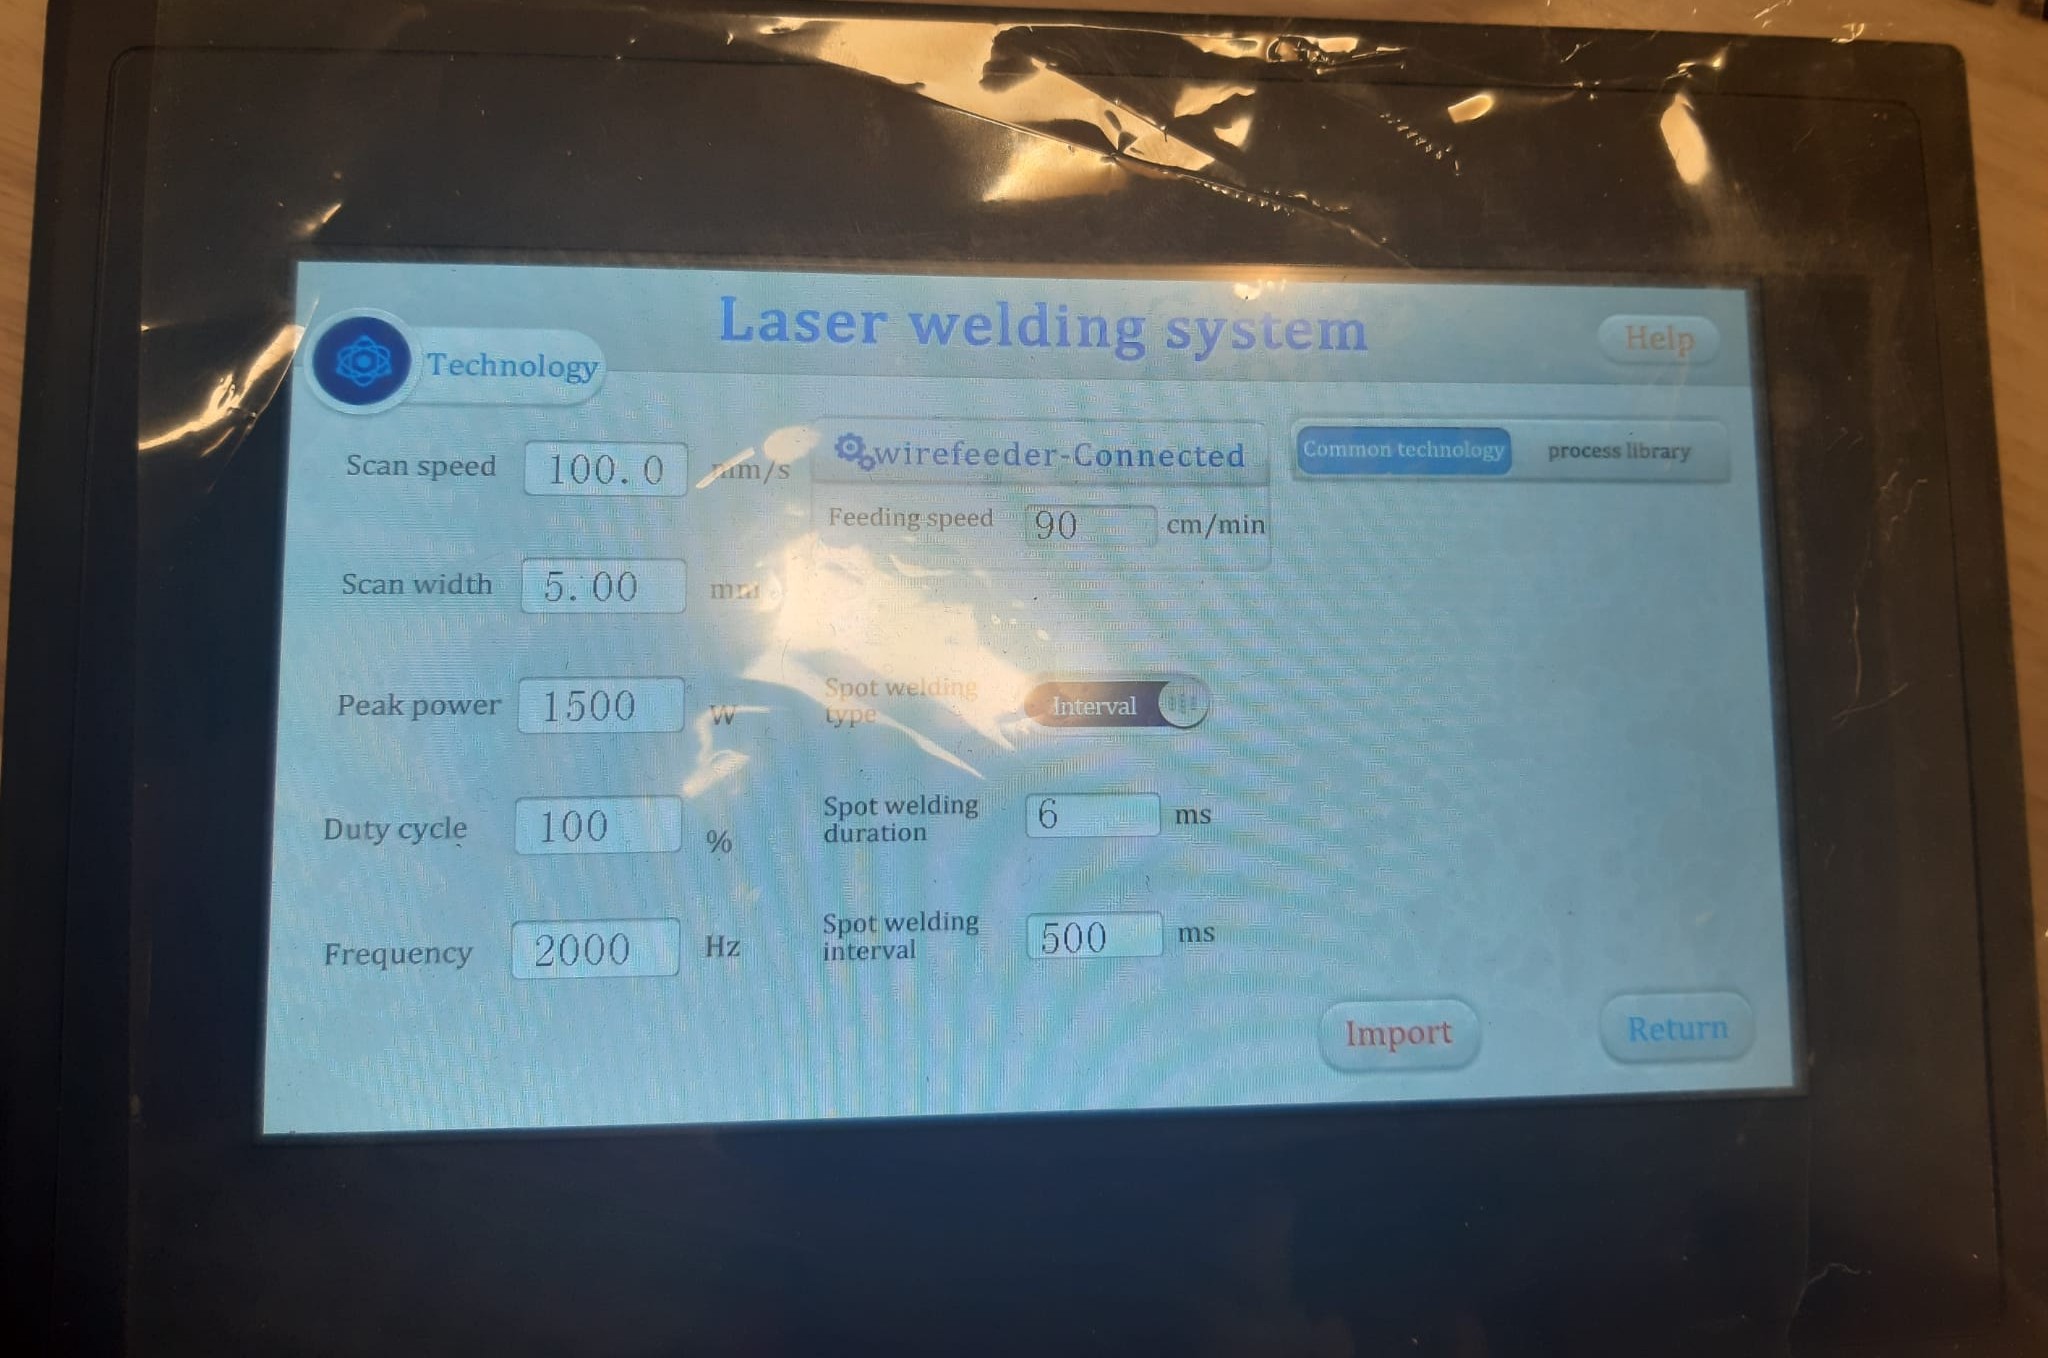 Laser welding system
Help
Technology
Scan speed 100.0 mm/s
wirefeeder-Connected
Common technology process library
Feeding speed 90 cm/min
Scan width 5.00 mm
Peak power 1500 W
Spot welding
type
Interval
Duty cycle 100 %
Spot welding
duration
6 ms
Frequency 2000 Hz
Spot welding
interval
500 ms
Import
Return